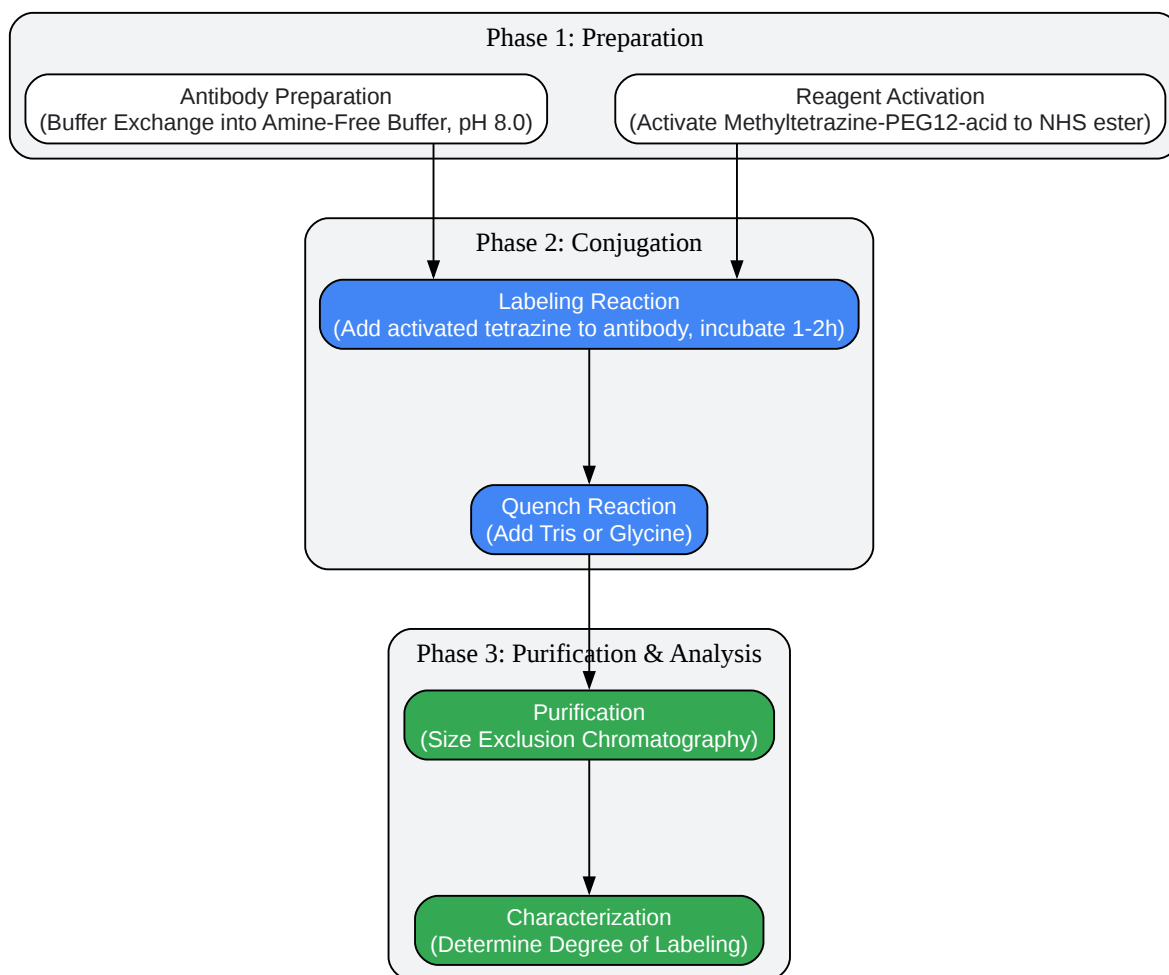 Phase 1: Preparation
Antibody Preparation
(Buffer Exchange into Amine-Free Buffer, pH 8.0)
Reagent Activation
(Activate Methyltetrazine-PEG12-acid to NHS ester)
Phase 2: Conjugation
Labeling Reaction
(Add activated tetrazine to antibody, incubate 1-2h)
Quench Reaction
(Add Tris or Glycine)
Phase 3: Purification & Analysis
Purification
(Size Exclusion Chromatography)
Characterization
(Determine Degree of Labeling)